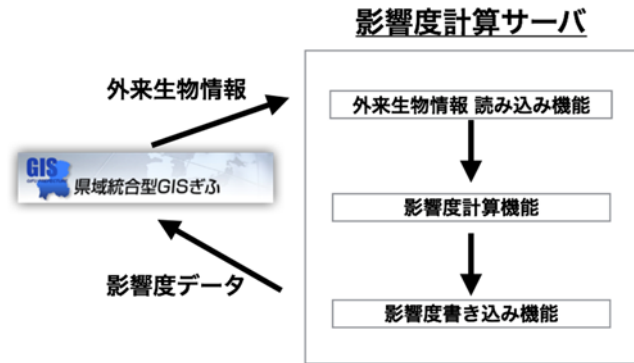 影響度計算サーバ
外来生物情報
外来生物情報 読み込み機能
GIS
県域統合型GISぎふ
影響度計算機能
影響度データ
影響度書き込み機能